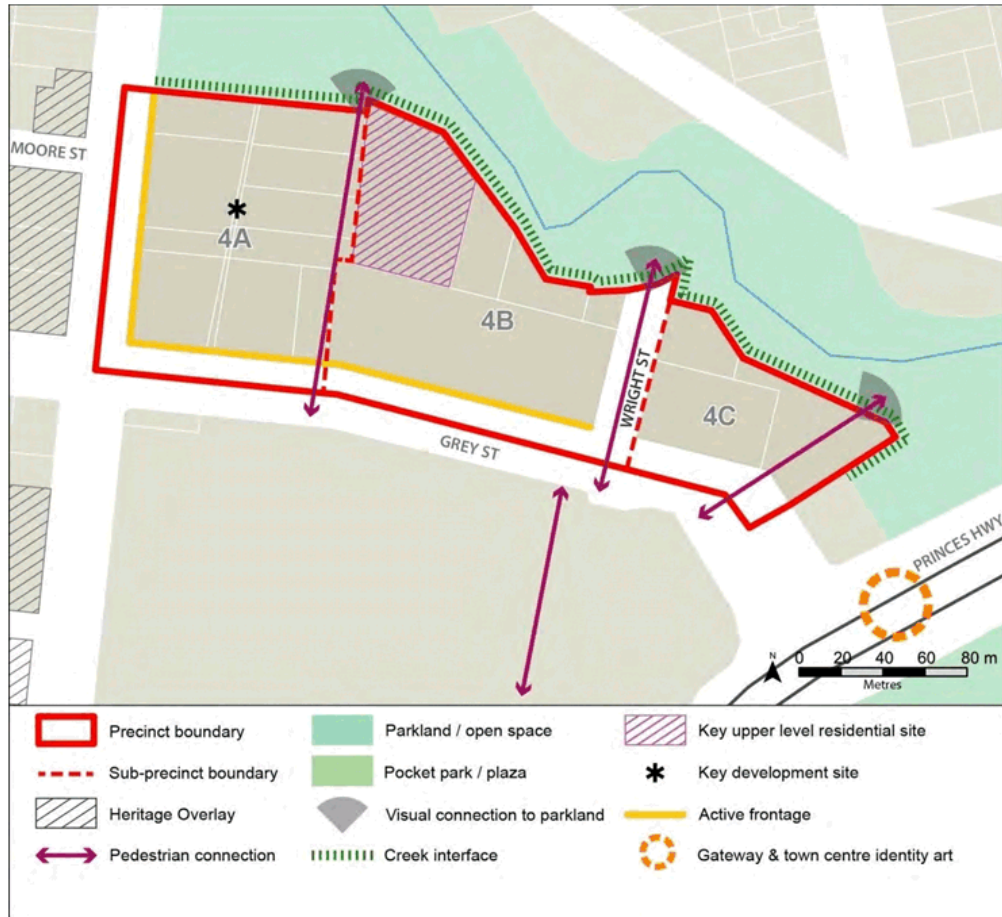 MOORE ST
4A
4B
WRIGHT ST
4C
GREY ST
PRINCES HWY
N
0 20 40 60 80 m
Metres
Precinct boundary
Parkland / open space
Key upper level residential site
Sub-precinct boundary
Pocket park / plaza
Key development site
Heritage Overlay
Visual connection to parkland
Active frontage
Pedestrian connection
Creek interface
Gateway & town centre identity art